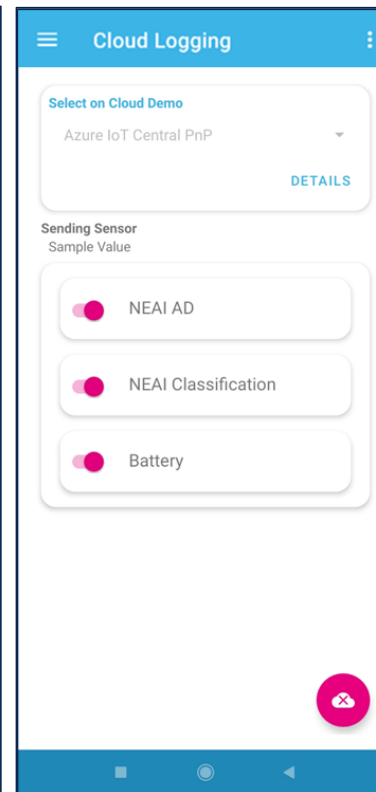 Cloud Logging
Select on Cloud Demo
Azure IoT Central PnP
DETAILS
Sending Sensor
Sample Value
NEAI AD
NEAI Classification
Battery